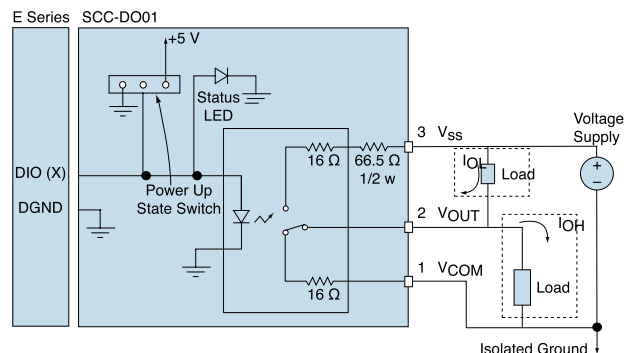 E Series
SCC-DO01
+5 V
Status
LED
3 VSS
Voltage
Supply
+
−
16 Ω
66.5 Ω
1/2 w
IOL
Load
DIO (X)
Power Up
State Switch
DGND
2 VOUT
IOH
1 VCOM
16 Ω
Load
Isolated Ground